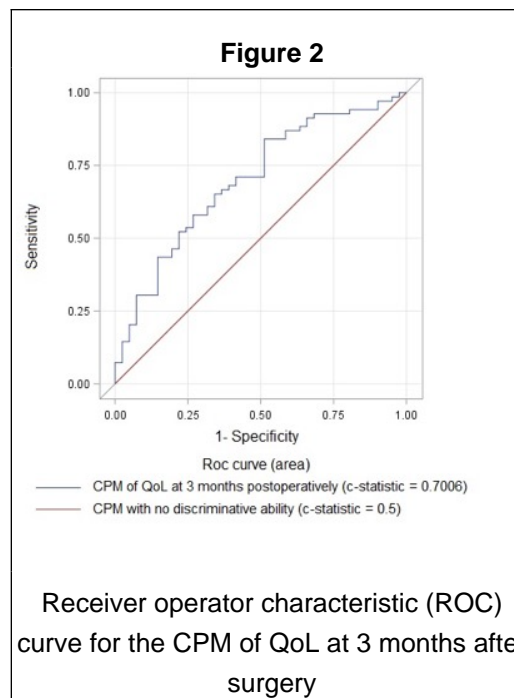 Figure 2
1.00
0.75
0.50
0.25
0.00
Sensitivity
0.00 0.25 0.50 0.75 1.00
1- Specificity
Roc curve (area)
CPM of QoL at 3 months postoperatively (c-statistic = 0.7006)
CPM with no discriminative ability (c-statistic = 0.5)
Receiver operator characteristic (ROC)
curve for the CPM of QoL at 3 months afte
surgery